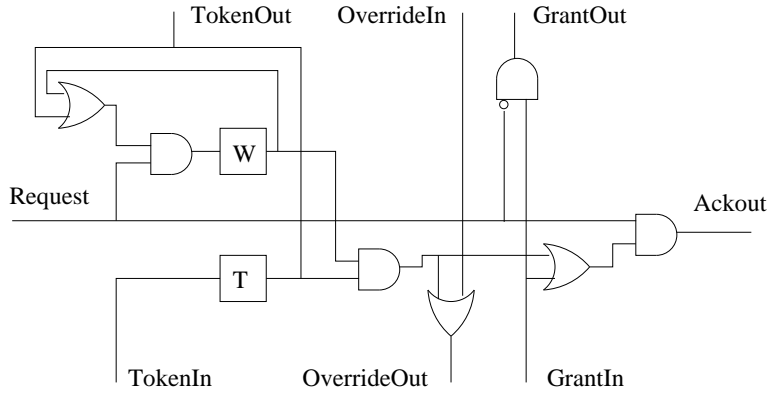 TokenOut OverrideIn GrantOut
W
Request
Ackout
T
TokenIn OverrideOut GrantIn